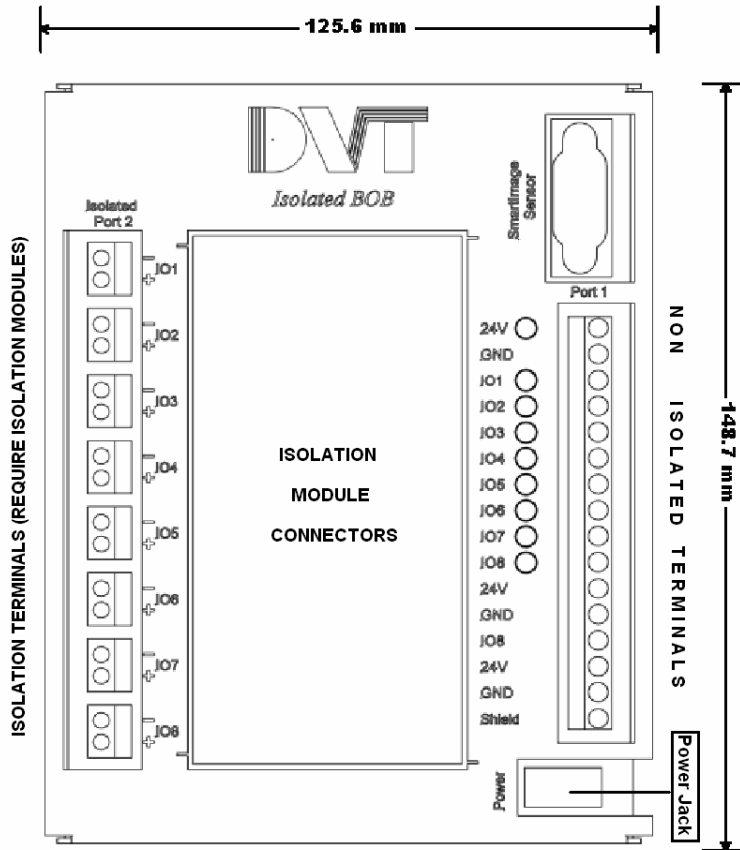 125.6 mm
DVT
Isolated BOB
SmartImage
Sensor
Isolated
Port 2
Port 1
ISOLATION TERMINALS (REQUIRE ISOLATION MODULES)
- IO1
+
- IO2
+
- IO3
+
- IO4
+
- IO5
+
- IO6
+
- IO7
+
- IO8
+
ISOLATION
MODULE
CONNECTORS
24V
GND
IO1
IO2
IO3
IO4
IO5
IO6
IO7
IO8
24V
GND
IO8
24V
GND
Shield
NON ISOLATED TERMINALS
148.7 mm
Power
Power Jack